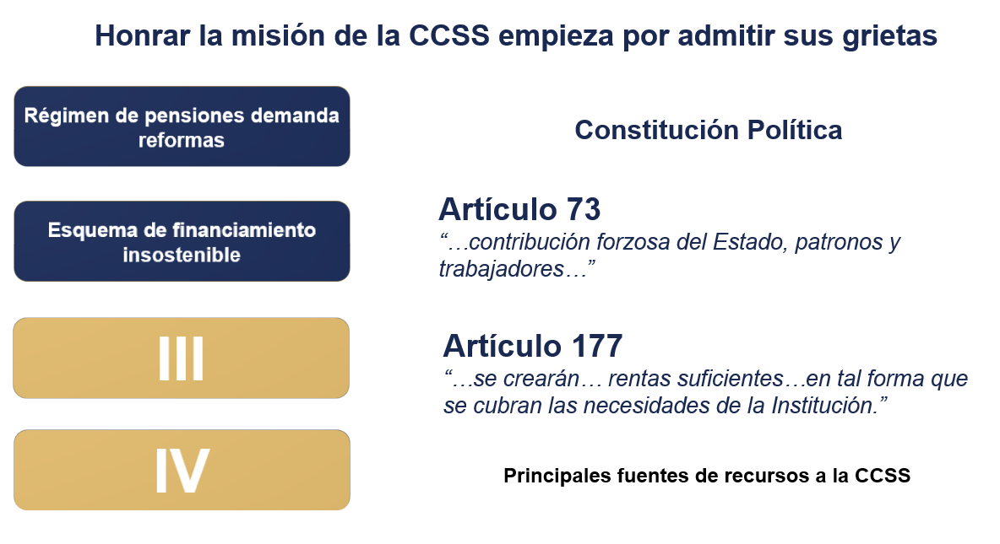 Honrar la misión de la CCSS empieza por admitir sus grietas
Régimen de pensiones demanda
reformas
Esquema de financiamiento
insostenible
III
IV
Constitución Política
Artículo 73
“…contribución forzosa del Estado, patronos y
trabajadores…”
Artículo 177
“…se crearán… rentas suficientes…en tal forma que
se cubran las necesidades de la Institución.”
Principales fuentes de recursos a la CCSS